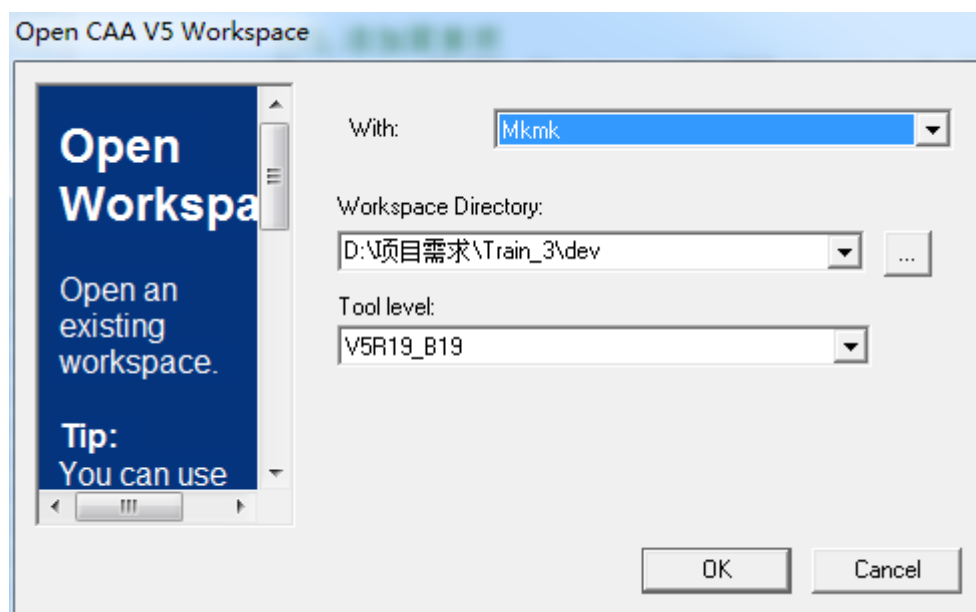 Open CAA V5 Workspace
Open
Workspa
Open an
existing
workspace.
Tip:
You can use
With:
Mkmk
Workspace Directory:
D:\项目需求\Train_3\dev
...
Tool level:
V5R19_B19
OK
Cancel